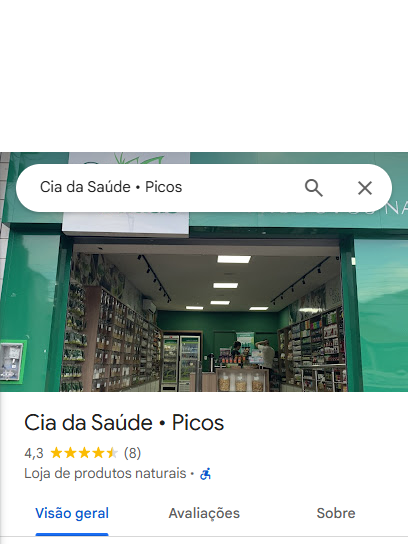 Cia da Saúde • Picos
Cia da Saúde • Picos
4,3 (8)
Loja de produtos naturais •
Visão geral Avaliações Sobre